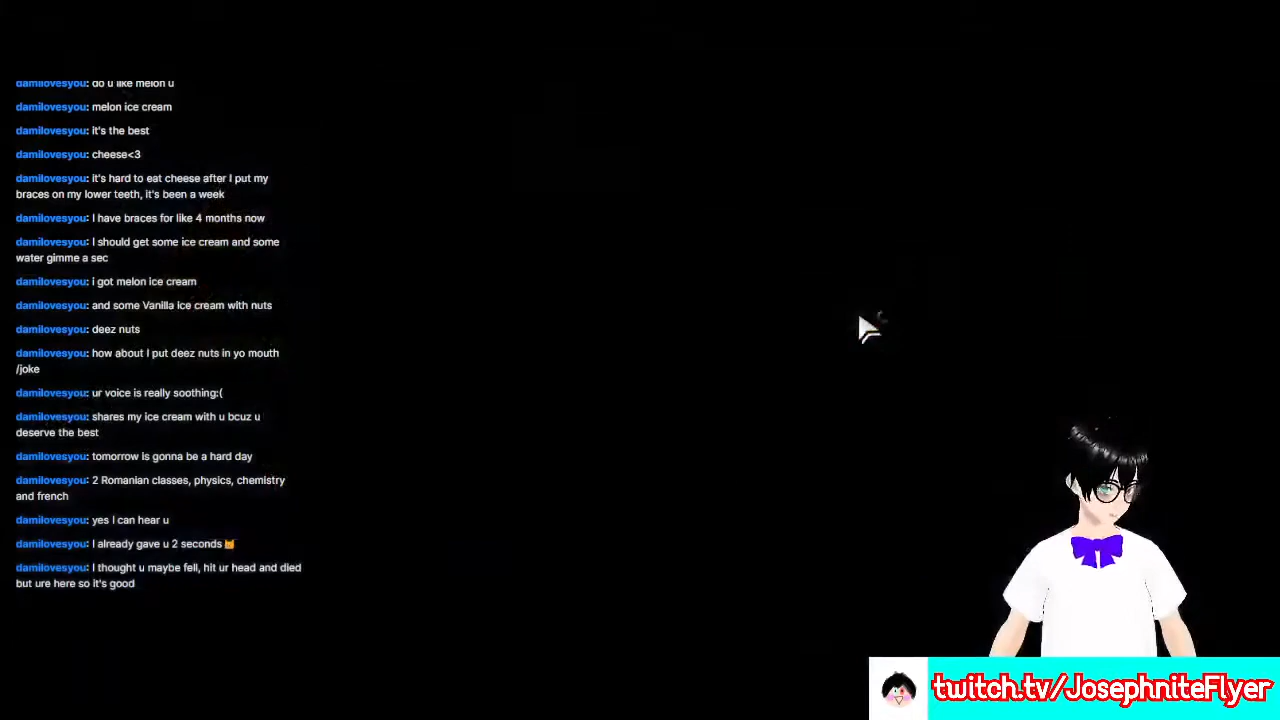 damilovesyou: do u like melon u
damilovesyou: melon ice cream
damilovesyou: it's the best
damilovesyou: cheese<3
damilovesyou: it's hard to eat cheese after I put my
braces on my lower teeth, it's been a week
damilovesyou: I have braces for like 4 months now
damilovesyou: I should get some ice cream and some
water gimme a sec
damilovesyou: i got melon ice cream
damilovesyou: and some Vanilla ice cream with nuts
damilovesyou: deez nuts
damilovesyou: how about I put deez nuts in yo mouth
/joke
damilovesyou: ur voice is really soothing:(
damilovesyou: shares my ice cream with u bcuz u
deserve the best
damilovesyou: tomorrow is gonna be a hard day
damilovesyou: 2 Romanian classes, physics, chemistry
and french
damilovesyou: yes I can hear u
damilovesyou: I already gave u 2 seconds
damilovesyou: I thought u maybe fell, hit ur head and died
but ure here so it's good
twitch.tv/JosephniteFlyer